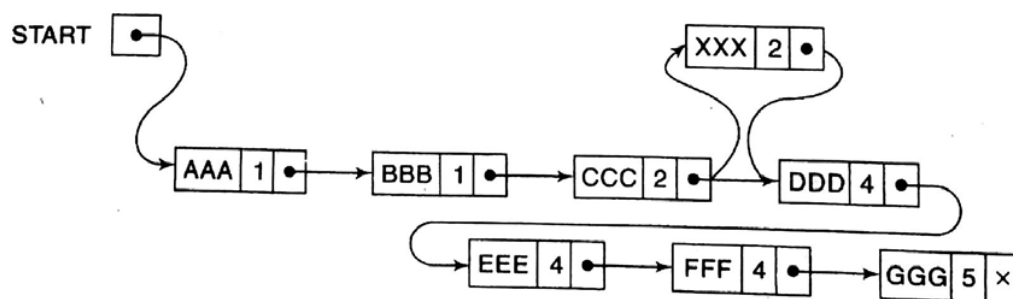 START
XXX 2
AAA 1
BBB 1
CCC 2
DDD 4
EEE 4
FFF 4
GGG 5 ×